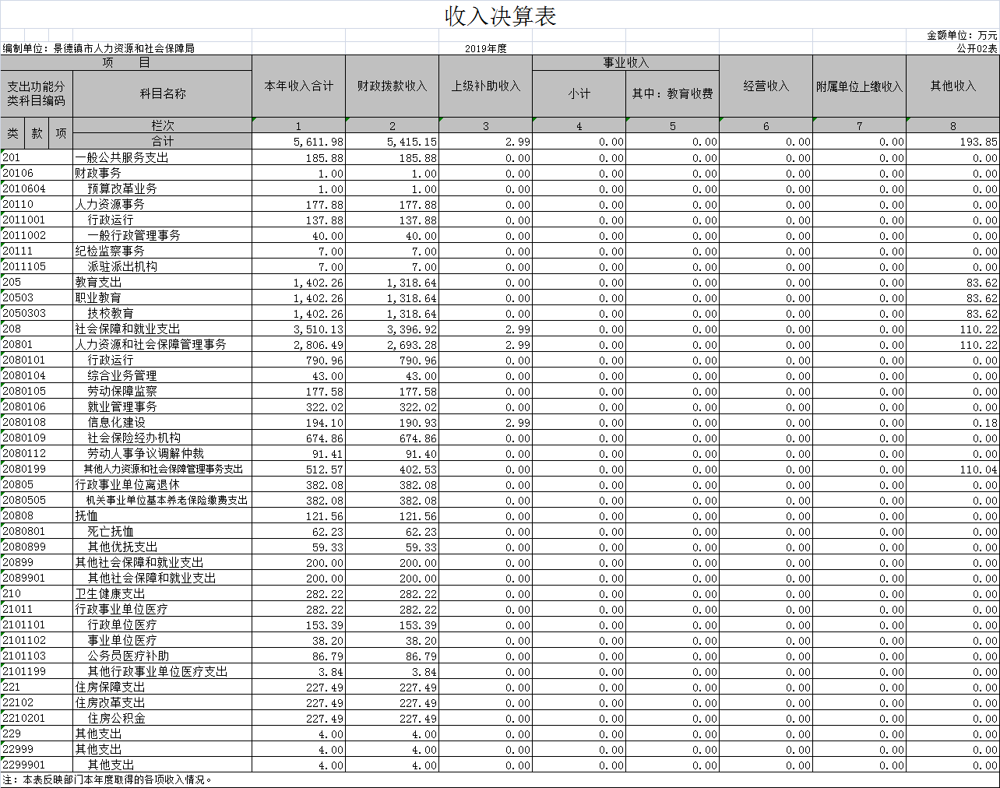 收入决算表
金额单位：万元
编制单位：景德镇市人力资源和社会保障局 2019年度 公开02表
项 目 本年收入合计 财政拨款收入 上级补助收入 事业收入 经营收入 附属单位上缴收入 其他收入
支出功能分类科目编码 科目名称 小计 其中：教育收费
类 款 项 栏次 1 2 3 4 5 6 7 8
合计 5,611.98 5,415.15 2.99 0.00 0.00 0.00 0.00 193.85
201 一般公共服务支出 185.88 185.88 0.00 0.00 0.00 0.00 0.00 0.00
20106 财政事务 1.00 1.00 0.00 0.00 0.00 0.00 0.00 0.00
2010604 预算改革业务 1.00 1.00 0.00 0.00 0.00 0.00 0.00 0.00
20110 人力资源事务 177.88 177.88 0.00 0.00 0.00 0.00 0.00 0.00
2011001 行政运行 137.88 137.88 0.00 0.00 0.00 0.00 0.00 0.00
2011002 一般行政管理事务 40.00 40.00 0.00 0.00 0.00 0.00 0.00 0.00
20111 纪检监察事务 7.00 7.00 0.00 0.00 0.00 0.00 0.00 0.00
2011105 派驻派出机构 7.00 7.00 0.00 0.00 0.00 0.00 0.00 0.00
205 教育支出 1,402.26 1,318.64 0.00 0.00 0.00 0.00 0.00 83.62
20503 职业教育 1,402.26 1,318.64 0.00 0.00 0.00 0.00 0.00 83.62
2050303 技校教育 1,402.26 1,318.64 0.00 0.00 0.00 0.00 0.00 83.62
208 社会保障和就业支出 3,510.13 3,396.92 2.99 0.00 0.00 0.00 0.00 110.22
20801 人力资源和社会保障管理事务 2,806.49 2,693.28 2.99 0.00 0.00 0.00 0.00 110.22
2080101 行政运行 790.96 790.96 0.00 0.00 0.00 0.00 0.00 0.00
2080104 综合业务管理 43.00 43.00 0.00 0.00 0.00 0.00 0.00 0.00
2080105 劳动保障监察 177.58 177.58 0.00 0.00 0.00 0.00 0.00 0.00
2080106 就业管理事务 322.02 322.02 0.00 0.00 0.00 0.00 0.00 0.00
2080108 信息化建设 194.10 190.93 2.99 0.00 0.00 0.00 0.00 0.18
2080109 社会保险经办机构 674.86 674.86 0.00 0.00 0.00 0.00 0.00 0.00
2080112 劳动人事争议调解仲裁 91.41 91.40 0.00 0.00 0.00 0.00 0.00 0.00
2080199 其他人力资源和社会保障管理事务支出 512.57 402.53 0.00 0.00 0.00 0.00 0.00 110.04
20805 行政事业单位离退休 382.08 382.08 0.00 0.00 0.00 0.00 0.00 0.00
2080505 机关事业单位基本养老保险缴费支出 382.08 382.08 0.00 0.00 0.00 0.00 0.00 0.00
20808 抚恤 121.56 121.56 0.00 0.00 0.00 0.00 0.00 0.00
2080801 死亡抚恤 62.23 62.23 0.00 0.00 0.00 0.00 0.00 0.00
2080899 其他优抚支出 59.33 59.33 0.00 0.00 0.00 0.00 0.00 0.00
20899 其他社会保障和就业支出 200.00 200.00 0.00 0.00 0.00 0.00 0.00 0.00
2089901 其他社会保障和就业支出 200.00 200.00 0.00 0.00 0.00 0.00 0.00 0.00
210 卫生健康支出 282.22 282.22 0.00 0.00 0.00 0.00 0.00 0.00
21011 行政事业单位医疗 282.22 282.22 0.00 0.00 0.00 0.00 0.00 0.00
2101101 行政单位医疗 153.39 153.39 0.00 0.00 0.00 0.00 0.00 0.00
2101102 事业单位医疗 38.20 38.20 0.00 0.00 0.00 0.00 0.00 0.00
2101103 公务员医疗补助 86.79 86.79 0.00 0.00 0.00 0.00 0.00 0.00
2101199 其他行政事业单位医疗支出 3.84 3.84 0.00 0.00 0.00 0.00 0.00 0.00
221 住房保障支出 227.49 227.49 0.00 0.00 0.00 0.00 0.00 0.00
22102 住房改革支出 227.49 227.49 0.00 0.00 0.00 0.00 0.00 0.00
2210201 住房公积金 227.49 227.49 0.00 0.00 0.00 0.00 0.00 0.00
229 其他支出 4.00 4.00 0.00 0.00 0.00 0.00 0.00 0.00
22999 其他支出 4.00 4.00 0.00 0.00 0.00 0.00 0.00 0.00
2299901 其他支出 4.00 4.00 0.00 0.00 0.00 0.00 0.00 0.00
注：本表反映部门本年度取得的各项收入情况。